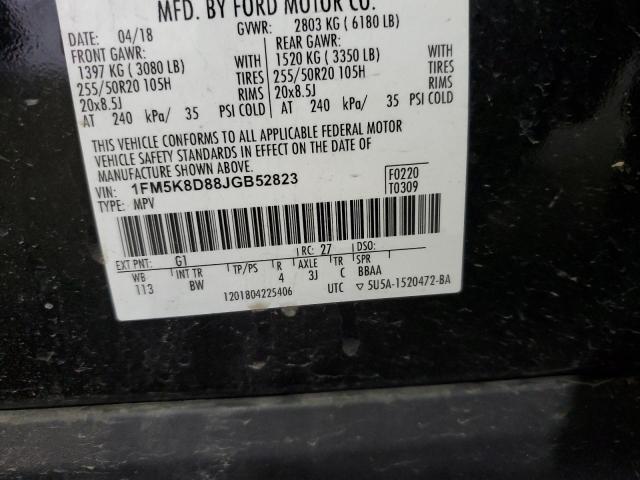 MFD. BY FORD MOTOR CO.
DATE: 04/18 GVWR: 2803 KG ( 6180 LB)
FRONT GAWR: REAR GAWR:
1397 KG ( 3080 LB) WITH 1520 KG ( 3350 LB) WITH
255/50R20 105H TIRES 255/50R20 105H TIRES
20x8.5J RIMS 20x8.5J RIMS
AT 240 kPa/ 35 PSI COLD AT 240 kPa/ 35 PSI COLD
THIS VEHICLE CONFORMS TO ALL APPLICABLE FEDERAL MOTOR
VEHICLE SAFETY STANDARDS IN EFFECT ON THE DATE OF
MANUFACTURE SHOWN ABOVE.
VIN: 1FM5K8D88JGB52823 F0220
TYPE: MPV T0309
EXT PNT: G1 RC: 27 DSO:
WB INT TR TP/PS R AXLE TR SPR
113 BW 4 3J C BBAA
1201804225406 UTC ▽ 5U5A-1520472-BA